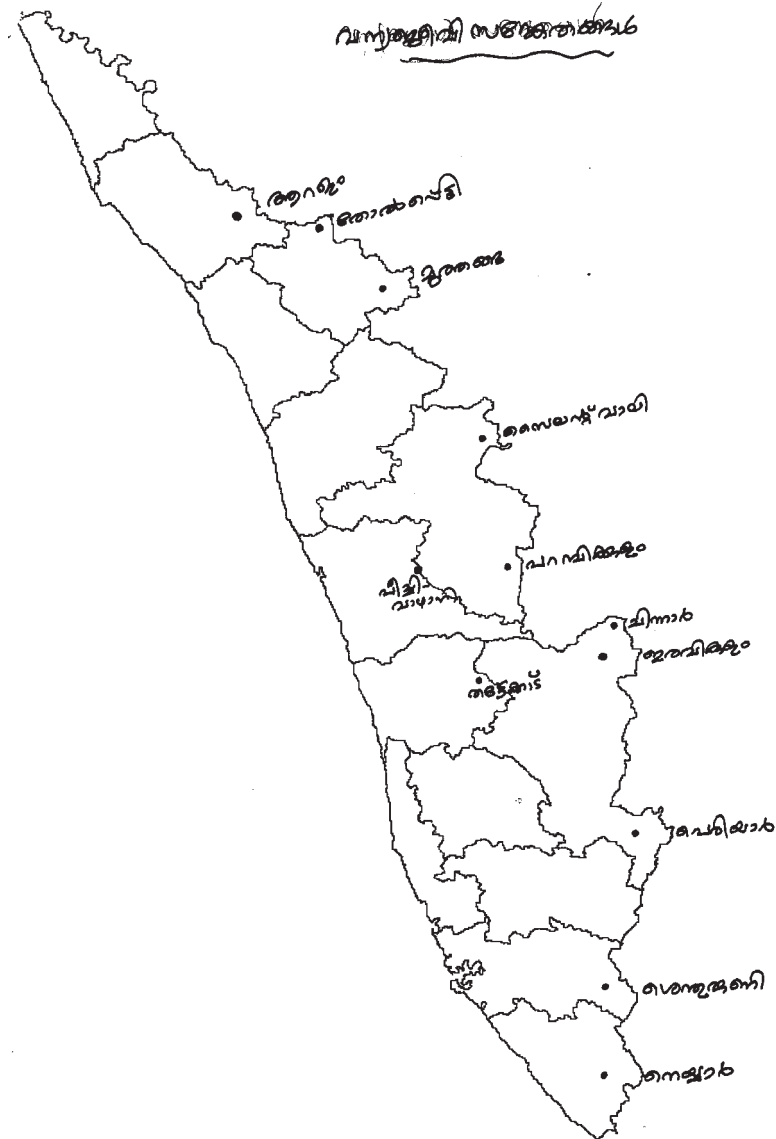 വന്യജീവി സങ്കേതങ്ങൾ
ആറളം
തോൽപ്പെട്ടി
മുത്തങ്ങ
സൈലന്റ് വാലി
പറമ്പിക്കുളം
പീച്ചി-
വാഴാനി
ചിന്നാർ
ഇരവികുളം
തട്ടേക്കാട്
പെരിയാർ
ശെന്തുരുണി
നെയ്യാർ